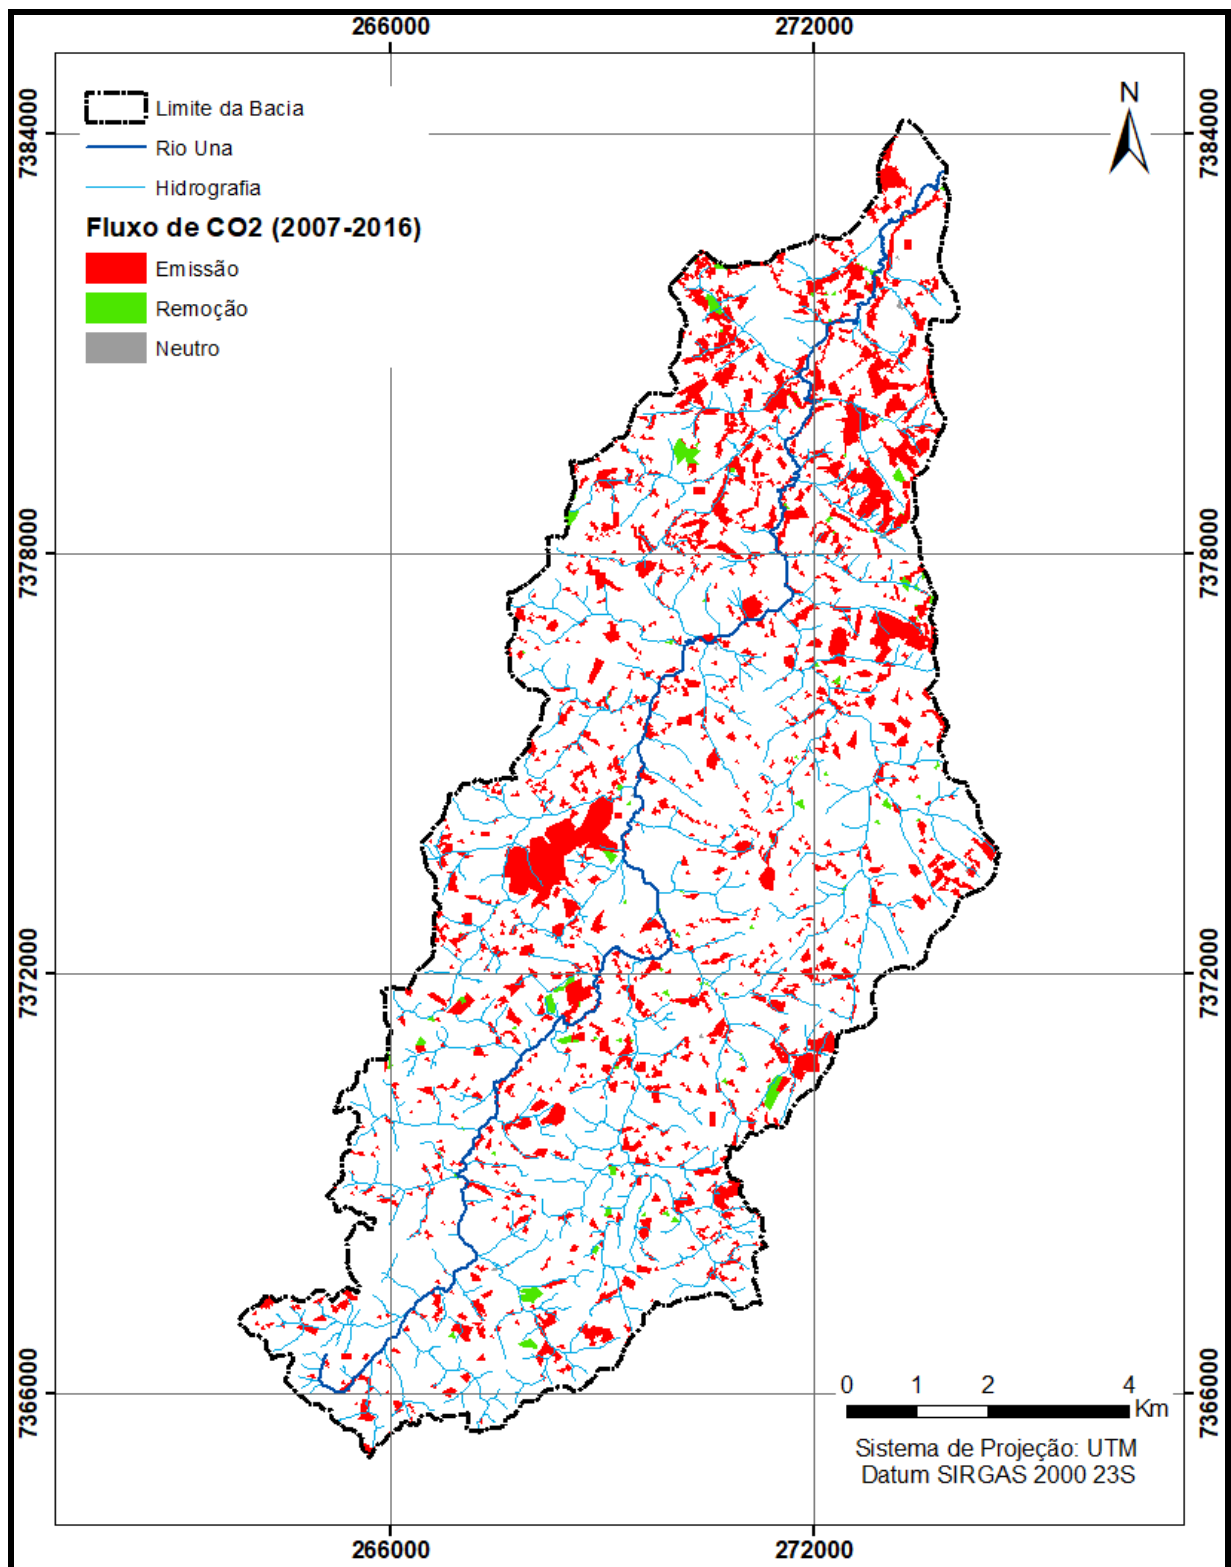 266000 272000
7384000 7384000
N
Limite da Bacia
Rio Una
Hidrografia
Fluxo de CO2 (2007-2016)
Emissão
Remoção
Neutro
7378000 7378000
7372000 7372000
7366000 7366000
0 1 2 4
Km
Sistema de Projeção: UTM
Datum SIRGAS 2000 23S
266000 272000